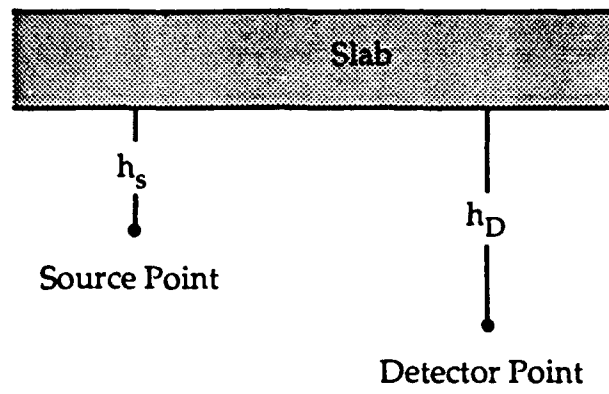 Slab
h_s
h_D
Source Point
Detector Point